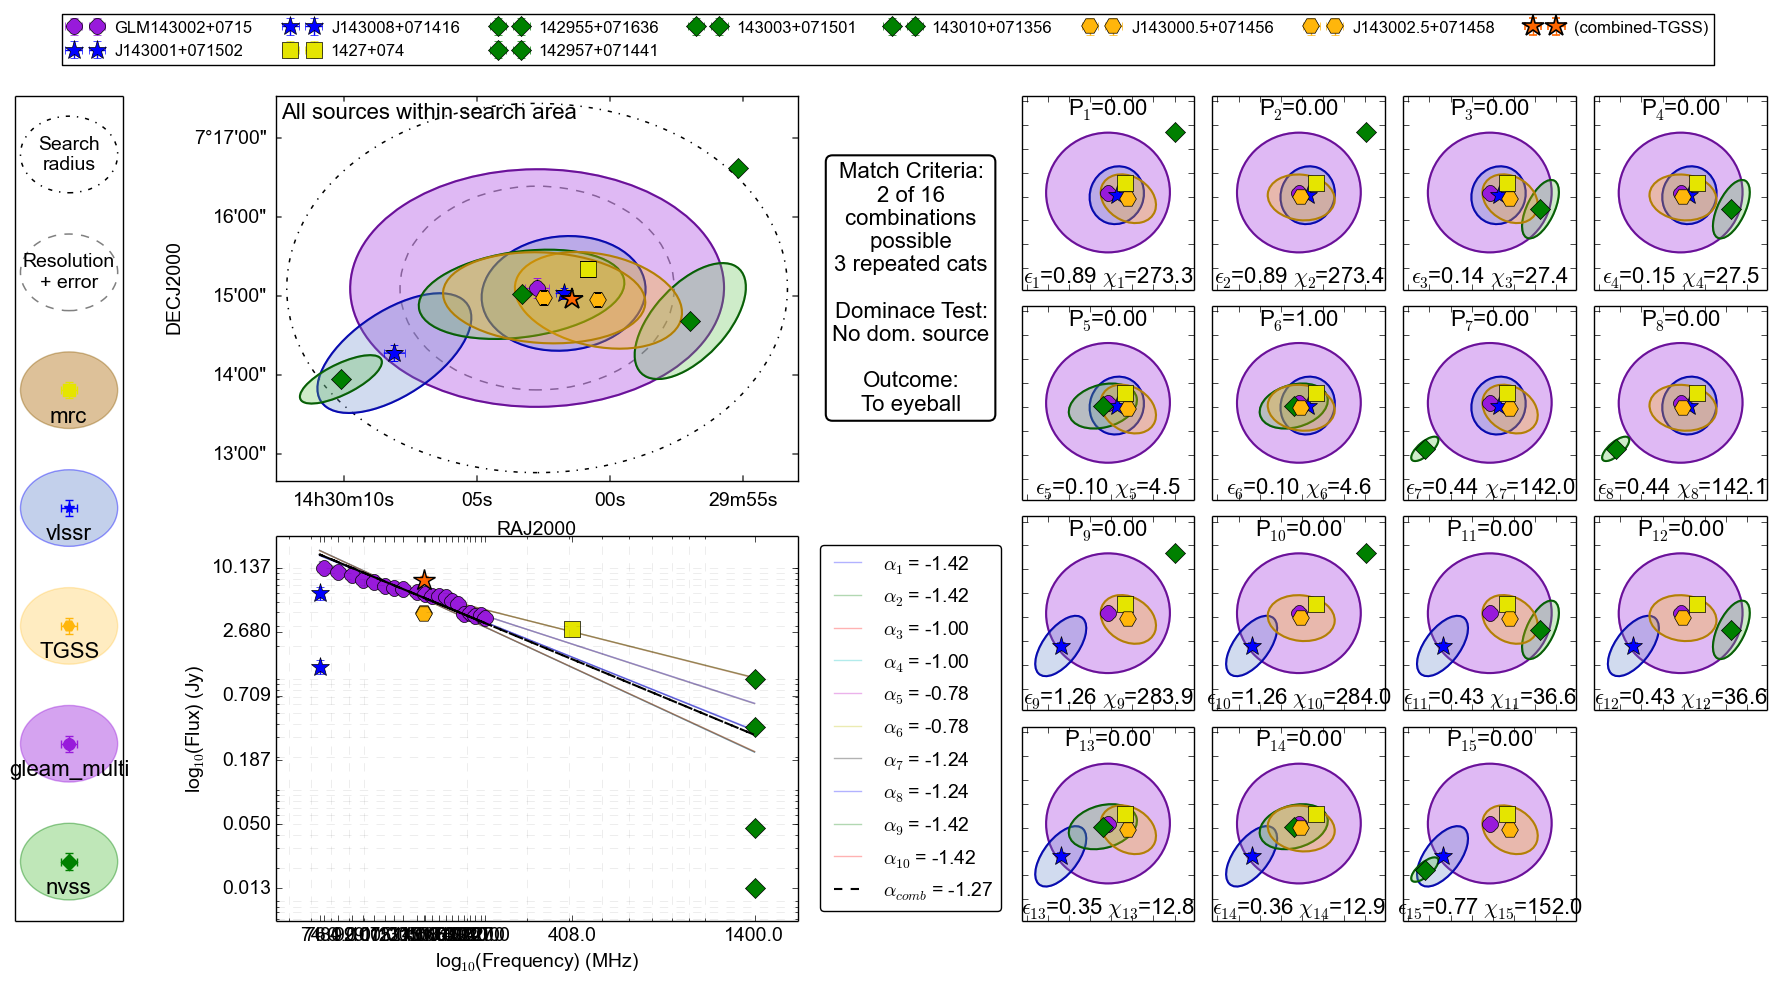 GLM143002+0715
J143008+071416
142955+071636
143003+071501
143010+071356
J143000.5+071456
J143002.5+071458
(combined-TGSS)
J143001+071502
1427+074
142957+071441
Search
radius
Resolution
+ error
mrc
vlssr
TGSS
gleam_multi
nvss
All sources within search area
DECJ2000
7°17'00"
16'00"
15'00"
14'00"
13'00"
14h30m10s
05s
00s
29m55s
RAJ2000
Match Criteria:
2 of 16
combinations
possible
3 repeated cats
Dominace Test:
No dom. source
Outcome:
To eyeball
log₁₀(Flux) (Jy)
10.137
2.680
0.709
0.187
0.050
0.013
408.0
1400.0
log₁₀(Frequency) (MHz)
α₁ = -1.42
α₂ = -1.42
α₃ = -1.00
α₄ = -1.00
α₅ = -0.78
α₆ = -0.78
α₇ = -1.24
α₈ = -1.24
α₉ = -1.42
α₁₀ = -1.42
α_comb = -1.27
P₁=0.00
ϵ₁=0.89 χ₁=273.3
P₂=0.00
ϵ₂=0.89 χ₂=273.4
P₃=0.00
ϵ₃=0.14 χ₃=27.4
P₄=0.00
ϵ₄=0.15 χ₄=27.5
P₅=0.00
ϵ₅=0.10 χ₅=4.5
P₆=1.00
ϵ₆=0.10 χ₆=4.6
P₇=0.00
ϵ₇=0.44 χ₇=142.0
P₈=0.00
ϵ₈=0.44 χ₈=142.1
P₉=0.00
ϵ₉=1.26 χ₉=283.9
P₁₀=0.00
ϵ₁₀=1.26 χ₁₀=284.0
P₁₁=0.00
ϵ₁₁=0.43 χ₁₁=36.6
P₁₂=0.00
ϵ₁₂=0.43 χ₁₂=36.6
P₁₃=0.00
ϵ₁₃=0.35 χ₁₃=12.8
P₁₄=0.00
ϵ₁₄=0.36 χ₁₄=12.9
P₁₅=0.00
ϵ₁₅=0.77 χ₁₅=152.0